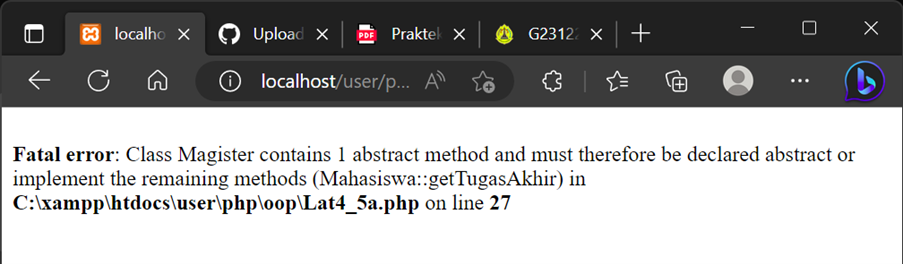 localho
Upload
Praktek
G23122
localhost/user/p...
Fatal error: Class Magister contains 1 abstract method and must therefore be declared abstract or
implement the remaining methods (Mahasiswa::getTugasAkhir) in
C:\xampp\htdocs\user\php\oop\Lat4_5a.php on line 27